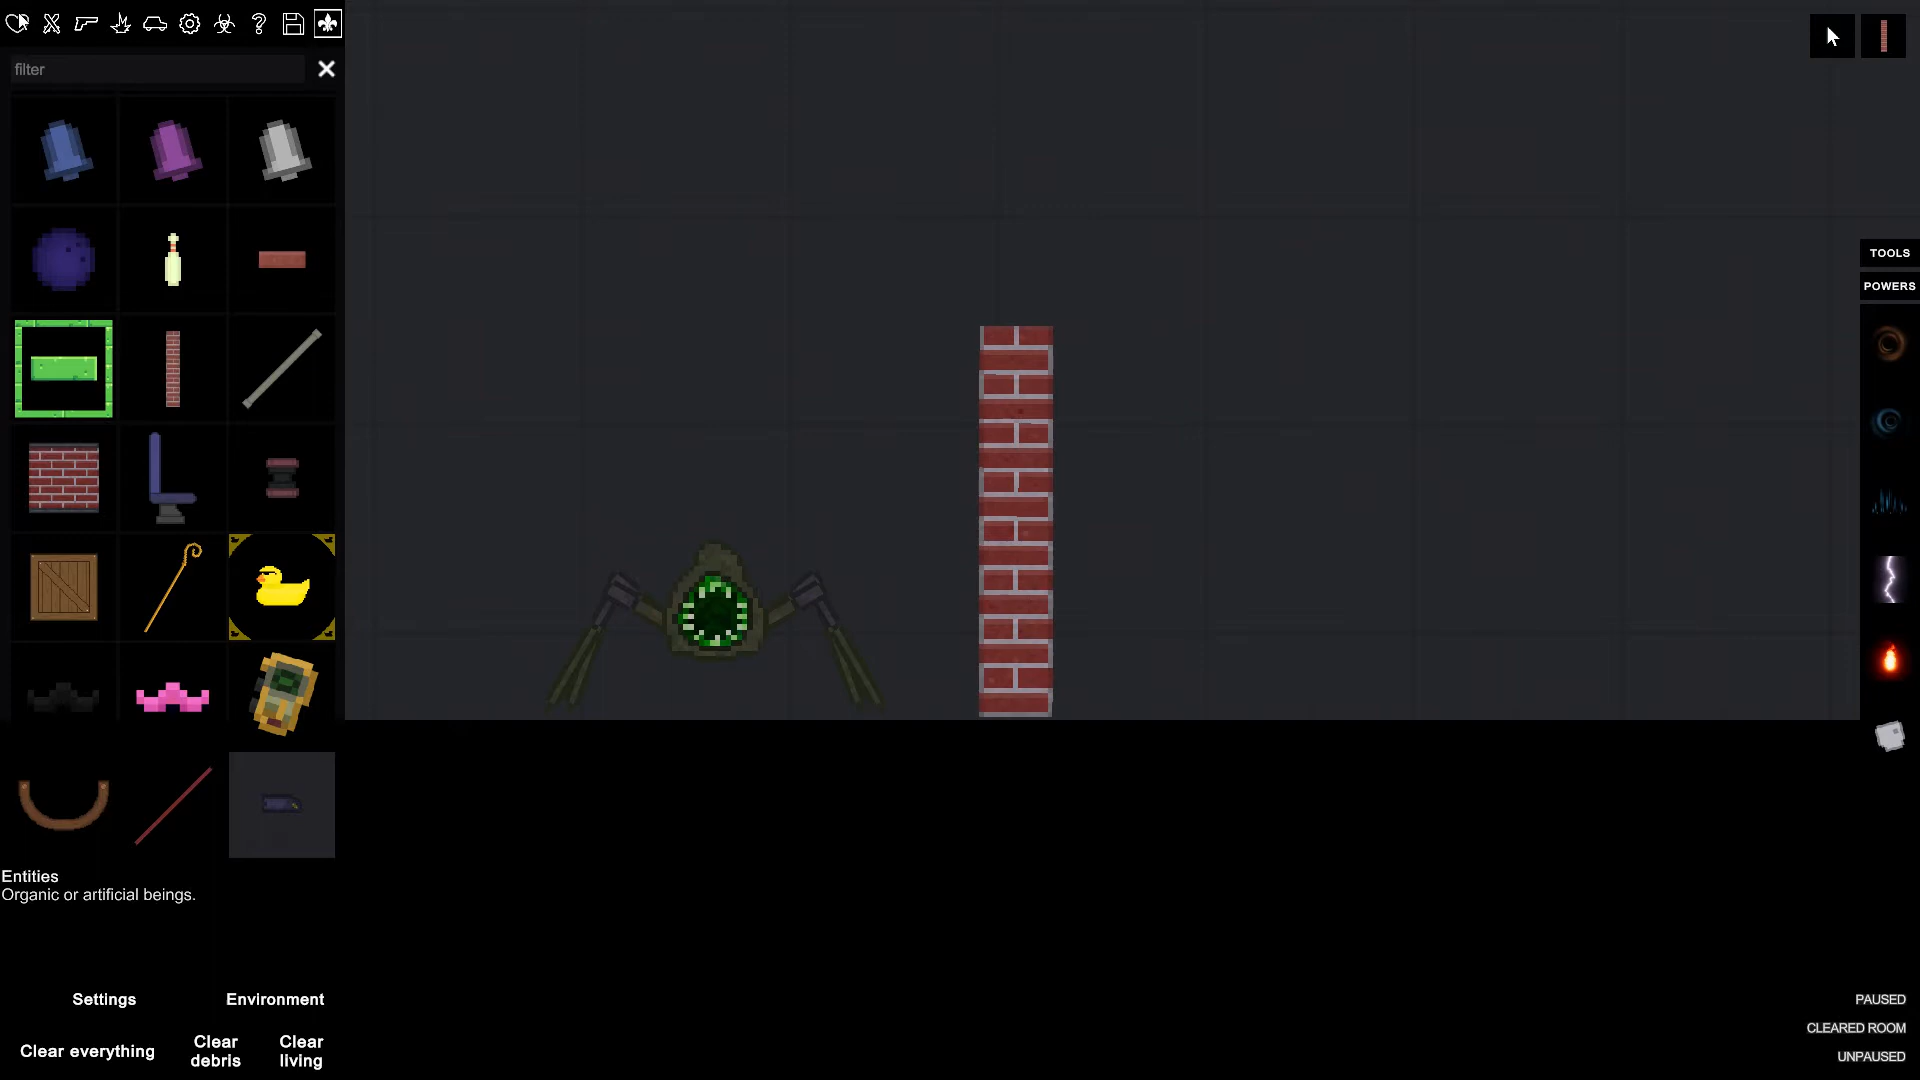 filter
TOOLS
POWERS
Entities
Organic or artificial beings.
Settings
Environment
Clear everything
Clear
debris
Clear
living
PAUSED
CLEARED ROOM
UNPAUSED